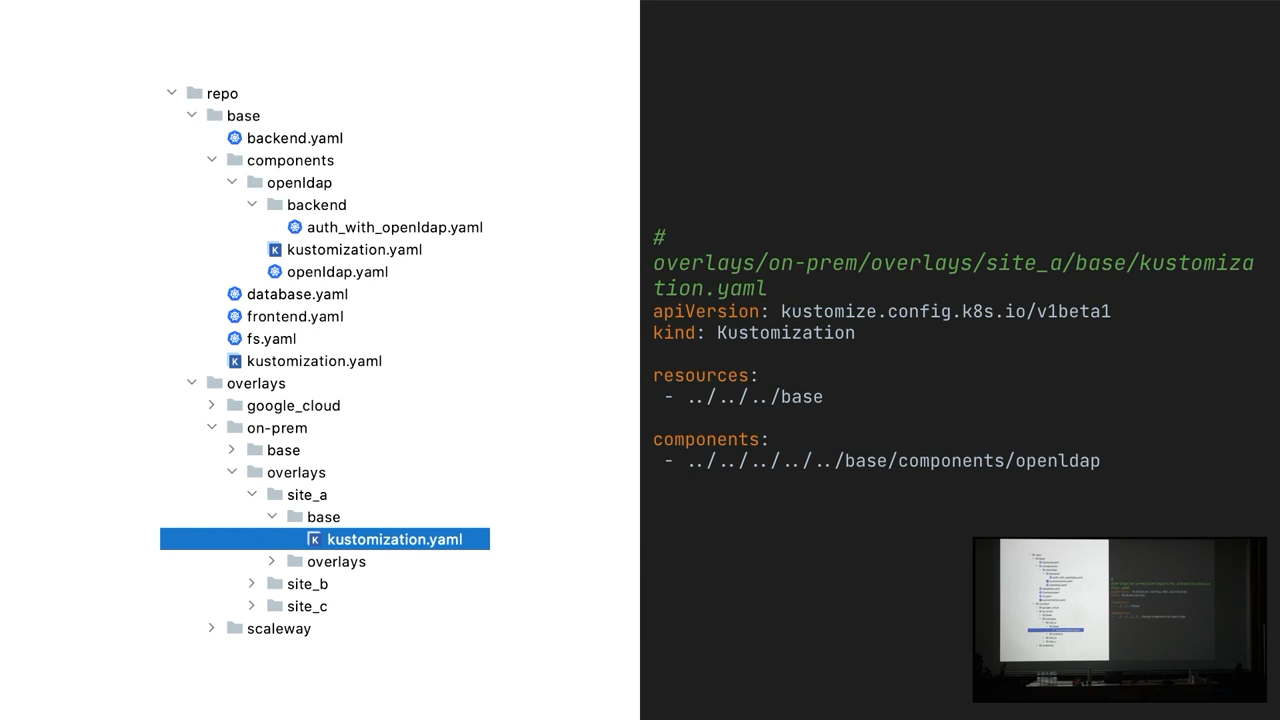 repo
base
backend.yaml
components
openldap
backend
auth_with_openldap.yaml
kustomization.yaml
openldap.yaml
database.yaml
frontend.yaml
fs.yaml
kustomization.yaml
overlays
google_cloud
on-prem
base
overlays
site_a
base
kustomization.yaml
overlays
site_b
site_c
scaleway
#
overlays/on-prem/overlays/site_a/base/kustomiza
tion.yaml
apiVersion: kustomize.config.k8s.io/v1beta1
kind: Kustomization
resources:
- ../../../base
components:
- ../../../../../base/components/openldap